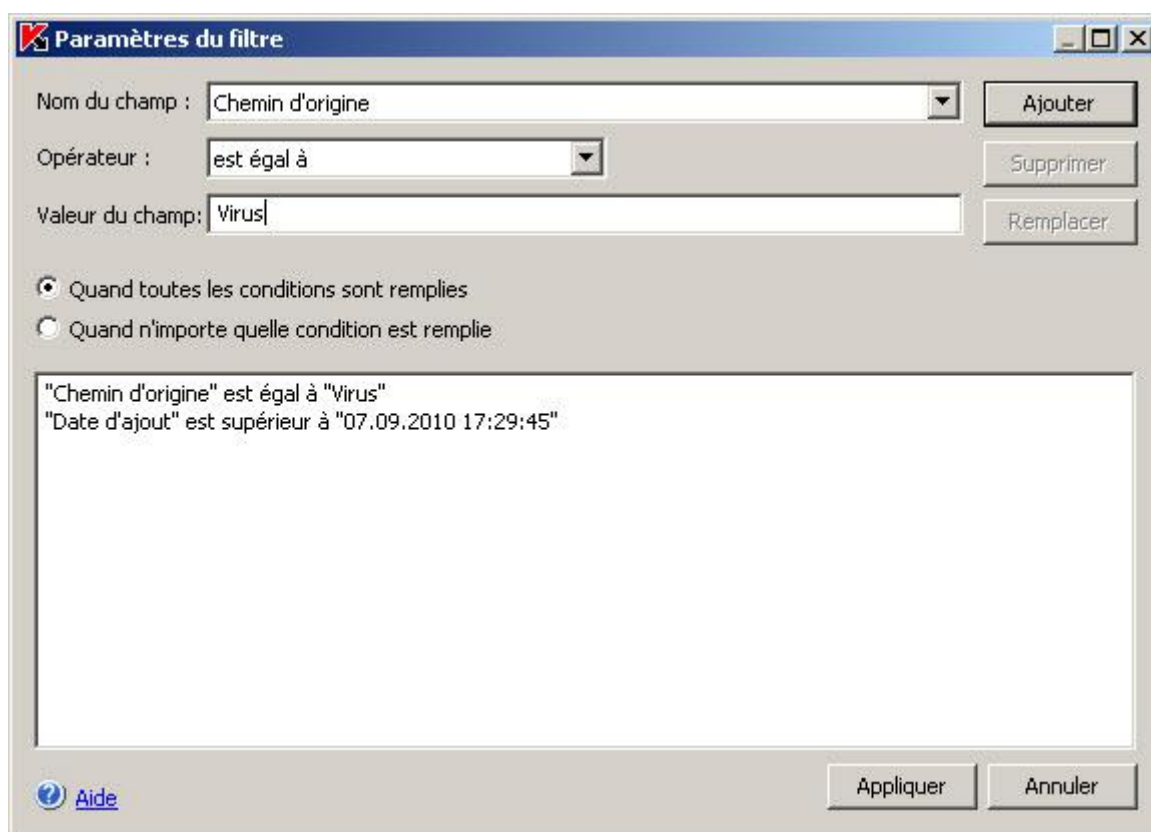 Paramètres du filtre
Nom du champ : Chemin d'origine Ajouter
Opérateur : est égal à Supprimer
Valeur du champ: Virus Remplacer
Quand toutes les conditions sont remplies
Quand n'importe quelle condition est remplie
"Chemin d'origine" est égal à "Virus"
"Date d'ajout" est supérieur à "07.09.2010 17:29:45"
Aide Appliquer Annuler